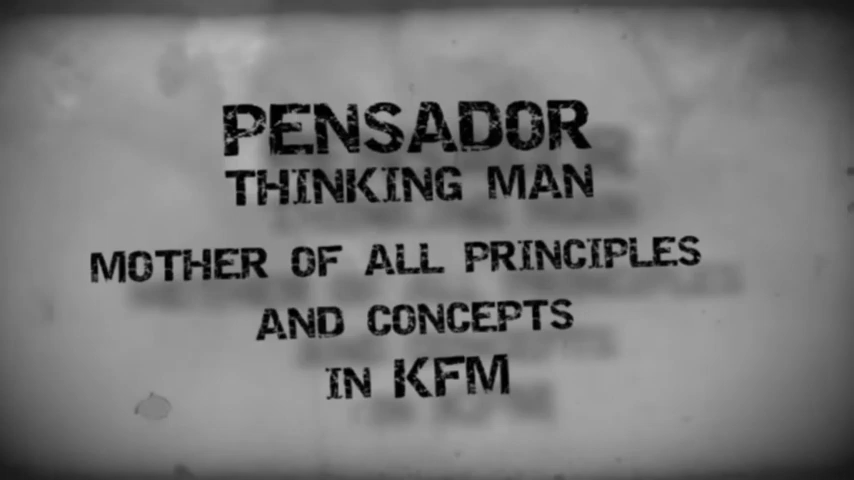 PENSADOR
THINKING MAN
MOTHER OF ALL PRINCIPLES
AND CONCEPTS
IN KFM